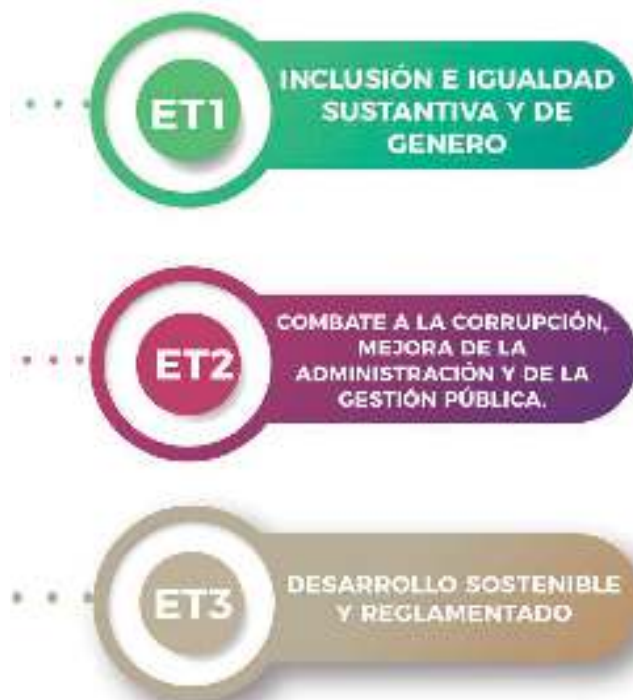 ET1
INCLUSIÓN E IGUALDAD
SUSTANTIVA Y DE
GENERO
ET2
COMBATE A LA CORRUPCIÓN,
MEJORA DE LA
ADMINISTRACIÓN Y DE LA
GESTIÓN PÚBLICA.
ET3
DESARROLLO SOSTENIBLE
Y REGLAMENTADO